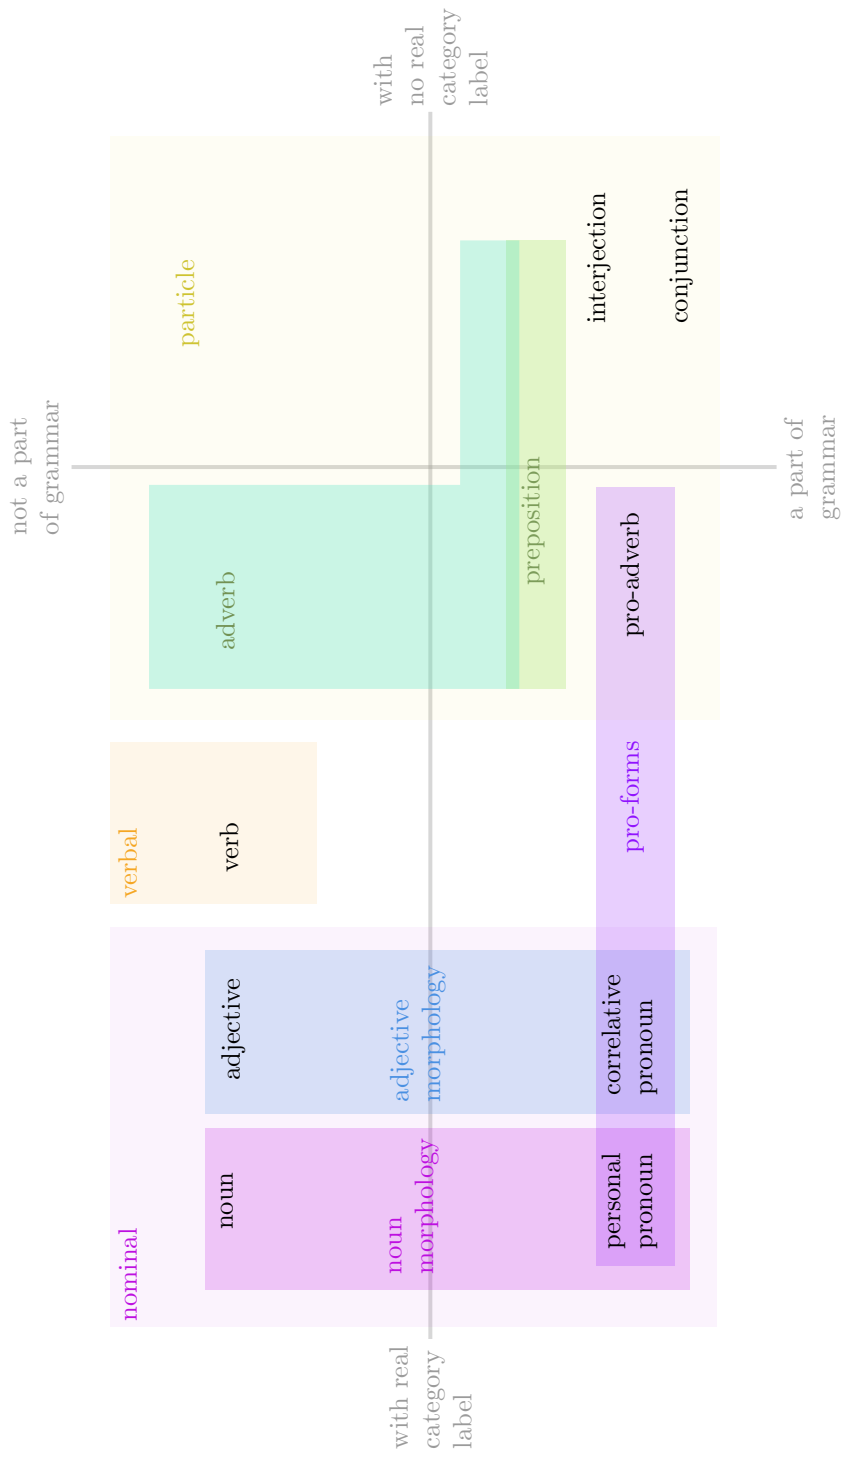 not a part
of grammar
nominal
verbal
particle
noun
adjective
verb
adverb
with real
category
label
noun
morphology
adjective
morphology
with
no real
category
label
preposition
personal
pronoun
correlative
pronoun
pro-forms
pro-adverb
interjection
conjunction
a part of
grammar